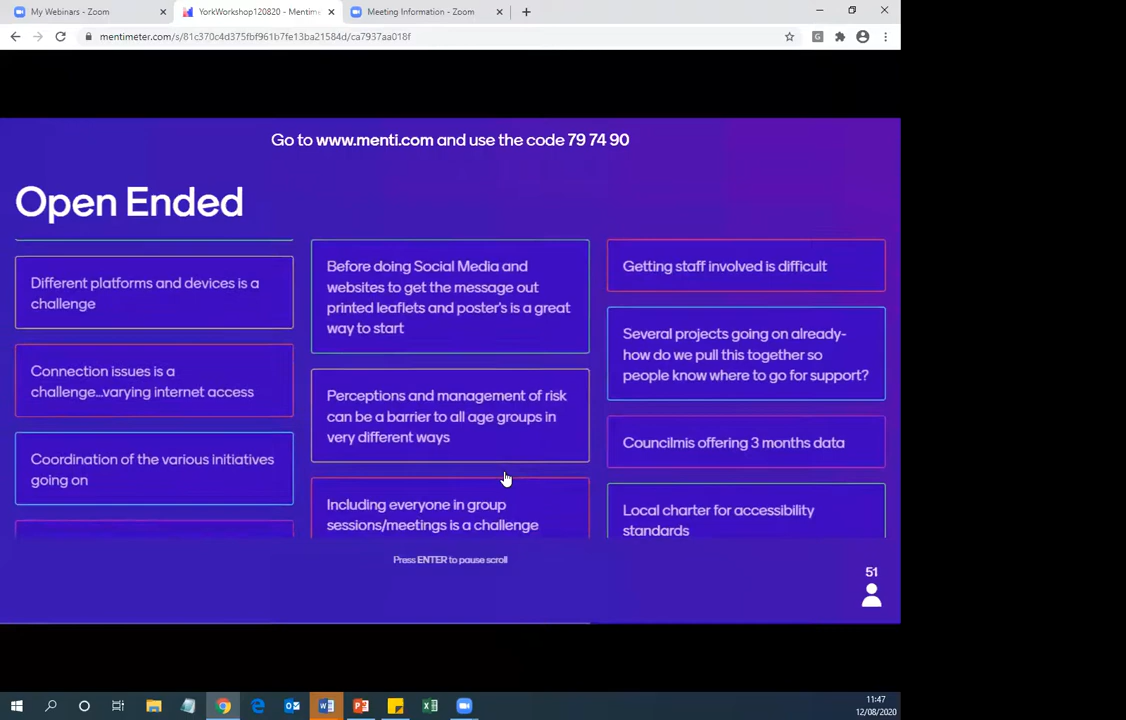 My Webinars - Zoom
YorkWorkshop120820 - Mentime
Meeting Information - Zoom
mentimeter.com/s/81c370c4d375fbf961b7fe13ba21584d/ca7937aa018f
Go to www.menti.com and use the code 79 74 90
Open Ended
Different platforms and devices is a
challenge
Connection issues is a
challenge...varying internet access
Coordination of the various initiatives
going on
Before doing Social Media and
websites to get the message out
printed leaflets and poster's is a great
way to start
Perceptions and management of risk
can be a barrier to all age groups in
very different ways
Including everyone in group
sessions/meetings is a challenge
Getting staff involved is difficult
Several projects going on already-
how do we pull this together so
people know where to go for support?
Councilmis offering 3 months data
Local charter for accessibility
standards
Press ENTER to pause scroll
51
11:47
12/08/2020